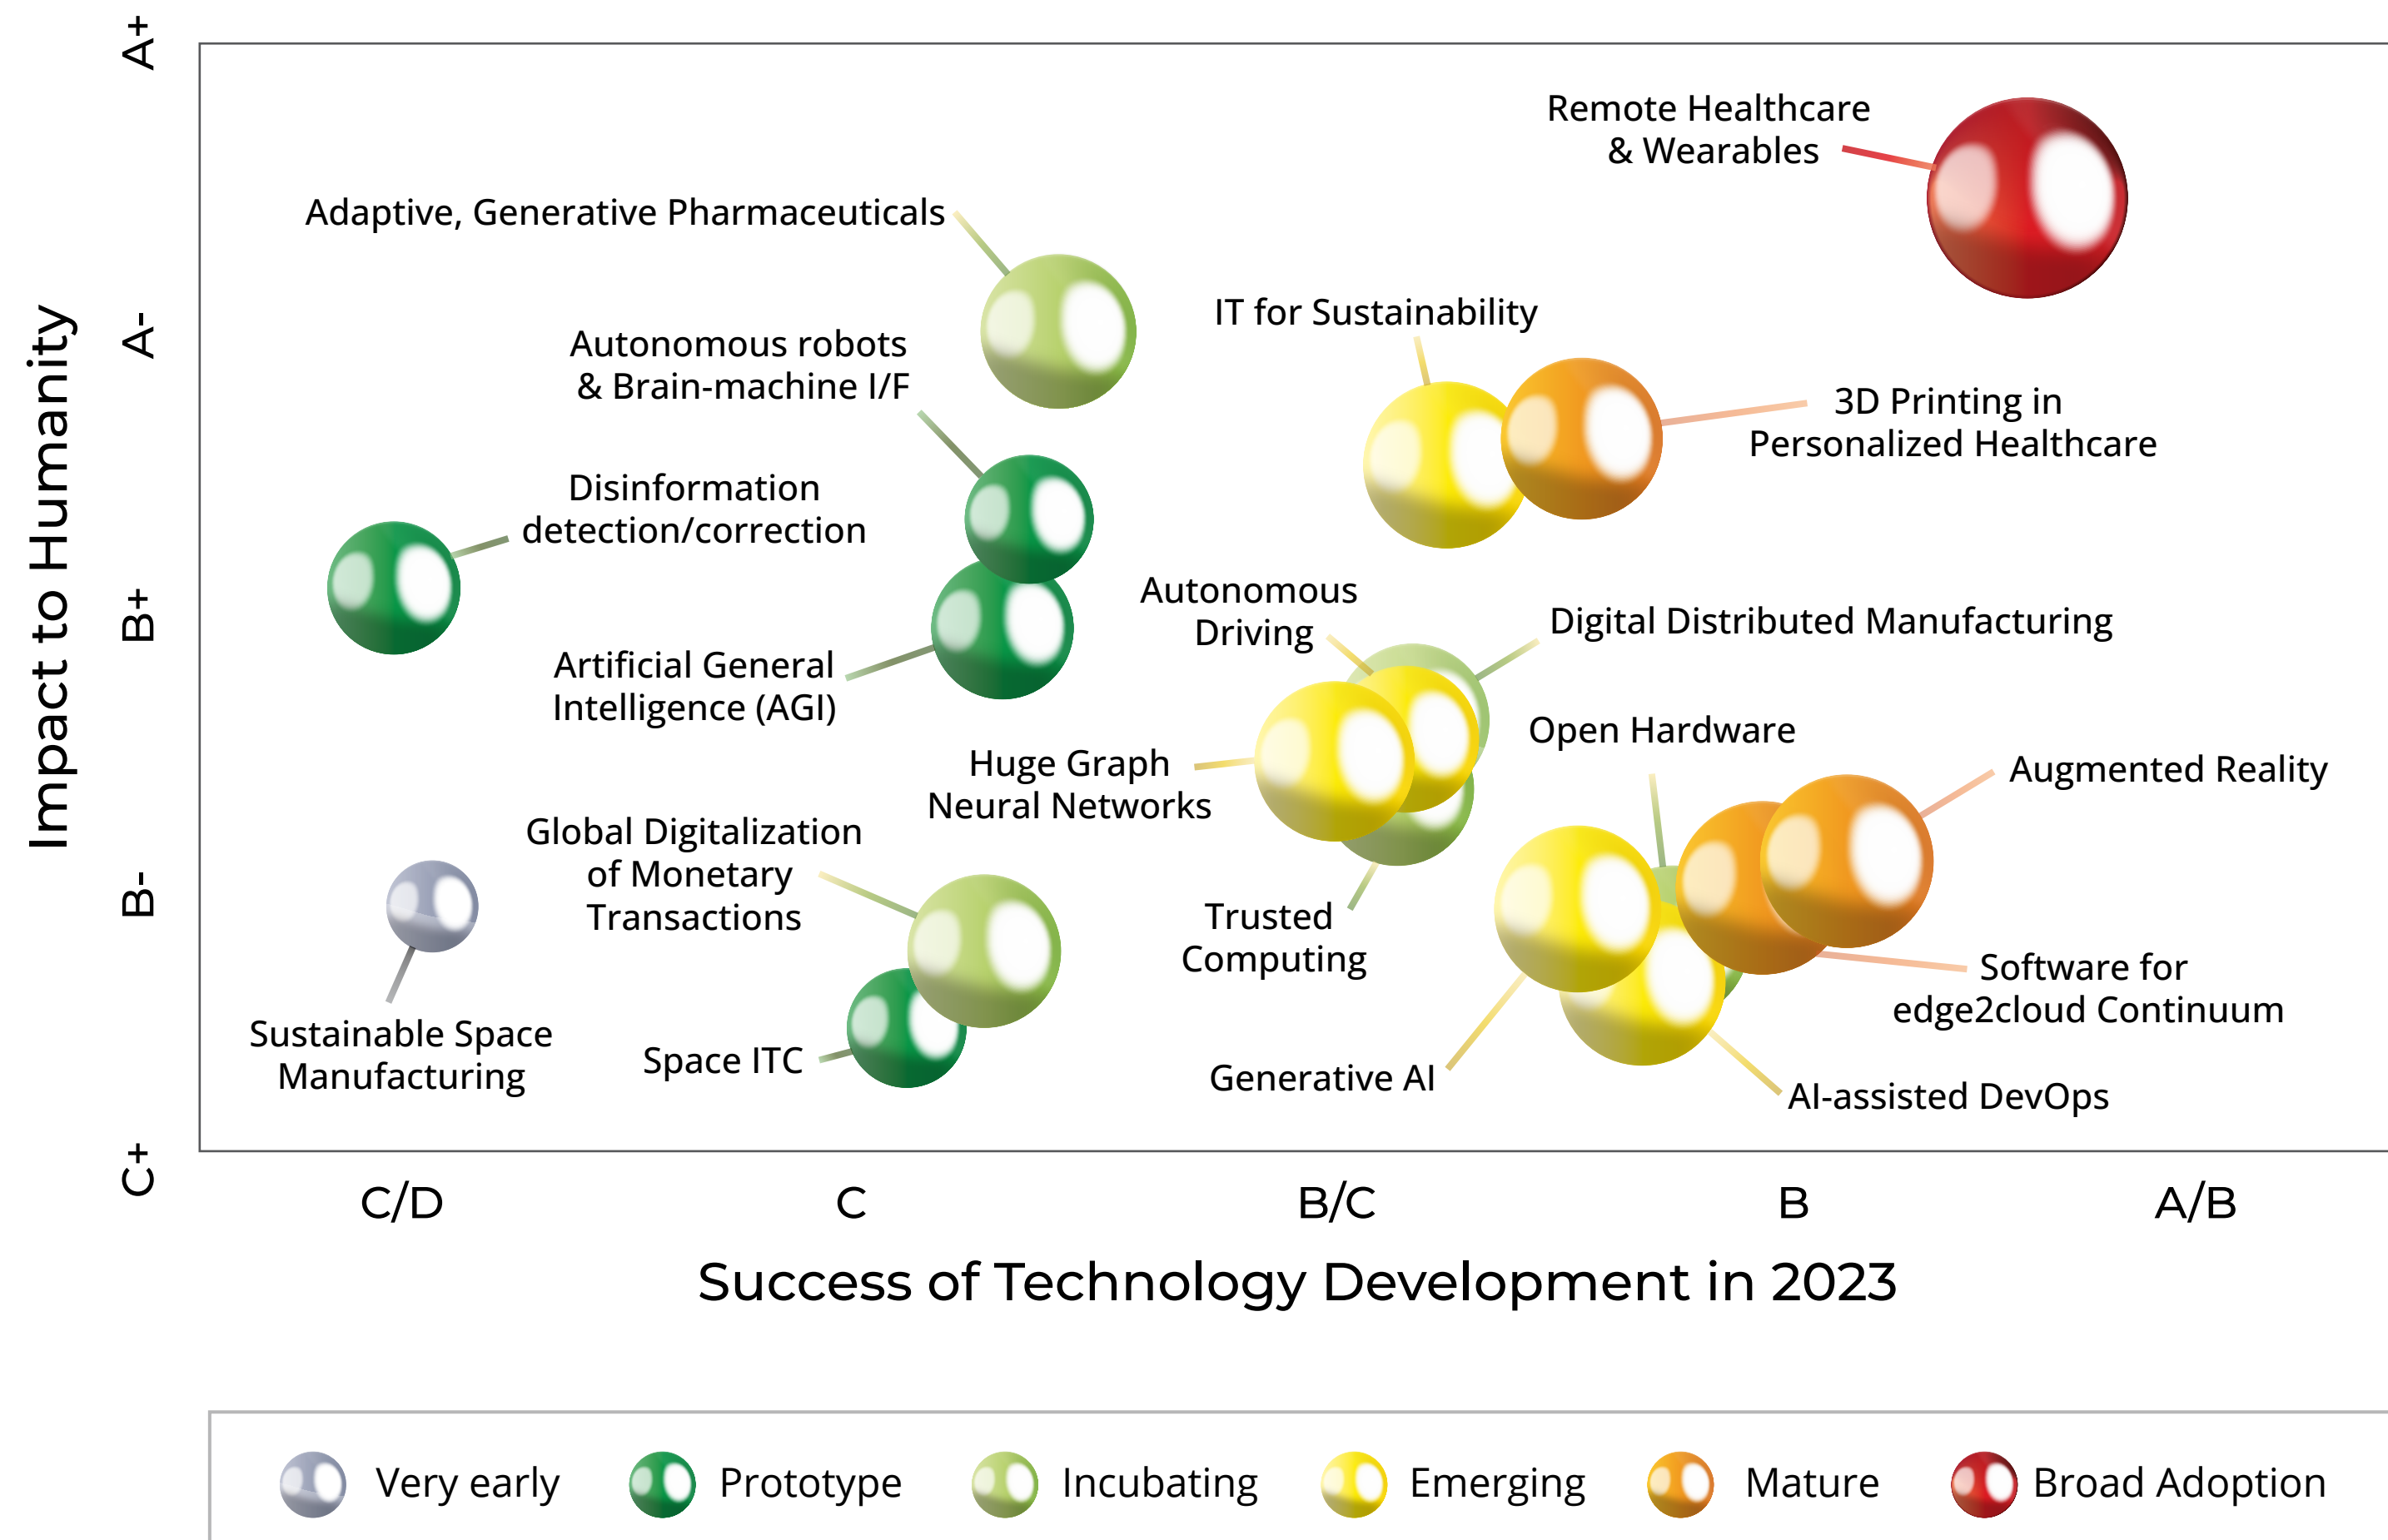 A+
A-
B+
B-
C+
Impact to Humanity
Remote Healthcare
& Wearables
Adaptive, Generative Pharmaceuticals
IT for Sustainability
Autonomous robots
& Brain-machine I/F
3D Printing in
Personalized Healthcare
Disinformation
detection/correction
Autonomous
Driving
Digital Distributed Manufacturing
Artificial General
Intelligence (AGI)
Open Hardware
Huge Graph
Neural Networks
Augmented Reality
Global Digitalization
of Monetary
Transactions
Trusted
Computing
Software for
edge2cloud Continuum
Sustainable Space
Manufacturing
Space ITC
Generative AI
AI-assisted DevOps
C/D
C
B/C
B
A/B
Success of Technology Development in 2023
Very early
Prototype
Incubating
Emerging
Mature
Broad Adoption